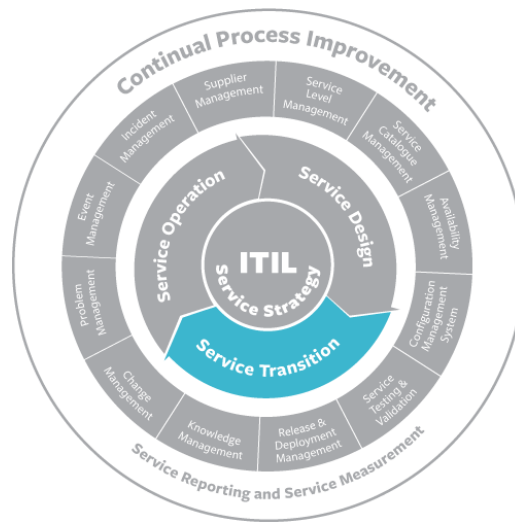 Continual Process Improvement
Supplier
Management
Service
Level
Management
Service
Catalogue
Management
Availability
Management
Configuration
Management
System
Service
Testing &
Validation
Release &
Deployment
Management
Knowledge
Management
Change
Management
Problem
Management
Event
Management
Incident
Management
Service Operation
Service Design
Service Transition
ITIL
Service Strategy
Service Reporting and Service Measurement